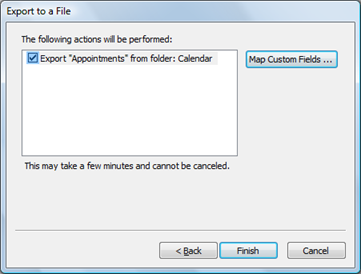 Export to a File
The following actions will be performed:
Export "Appointments" from folder: Calendar
Map Custom Fields ...
This may take a few minutes and cannot be canceled.
< Back
Finish
Cancel